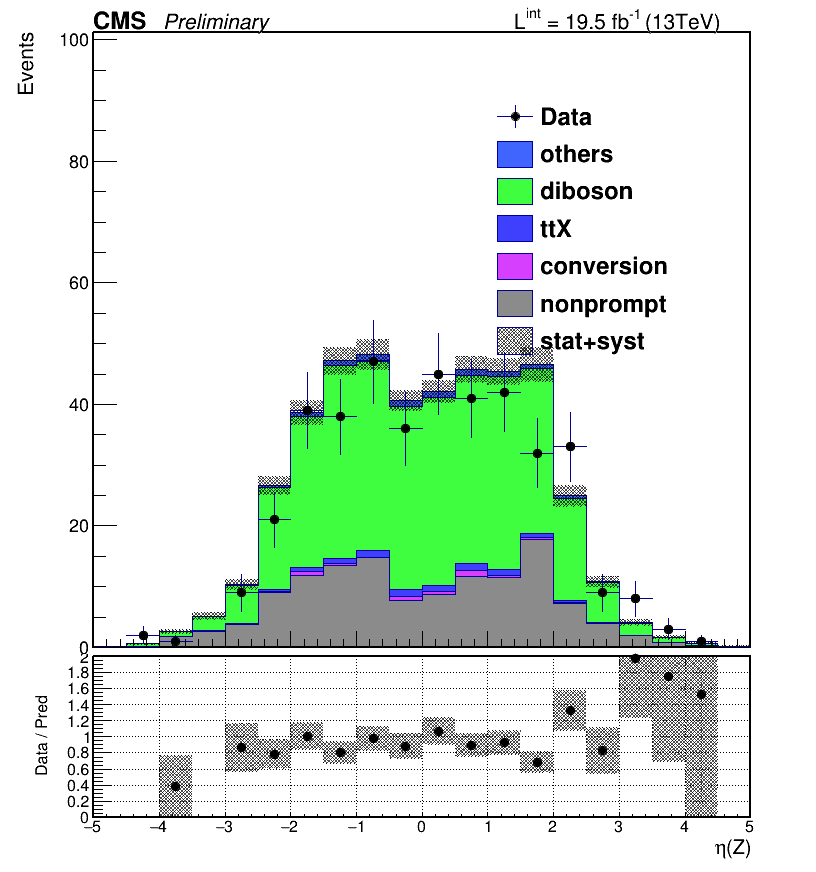 CMS Preliminary L^int = 19.5 fb^-1 (13TeV)
Events
100
80
60
40
20
0
Data
others
diboson
ttX
conversion
nonprompt
stat+syst
Data / Pred
2
1.8
1.6
1.4
1.2
1
0.8
0.6
0.4
0.2
0
−5 −4 −3 −2 −1 0 1 2 3 4 5
η(Z)